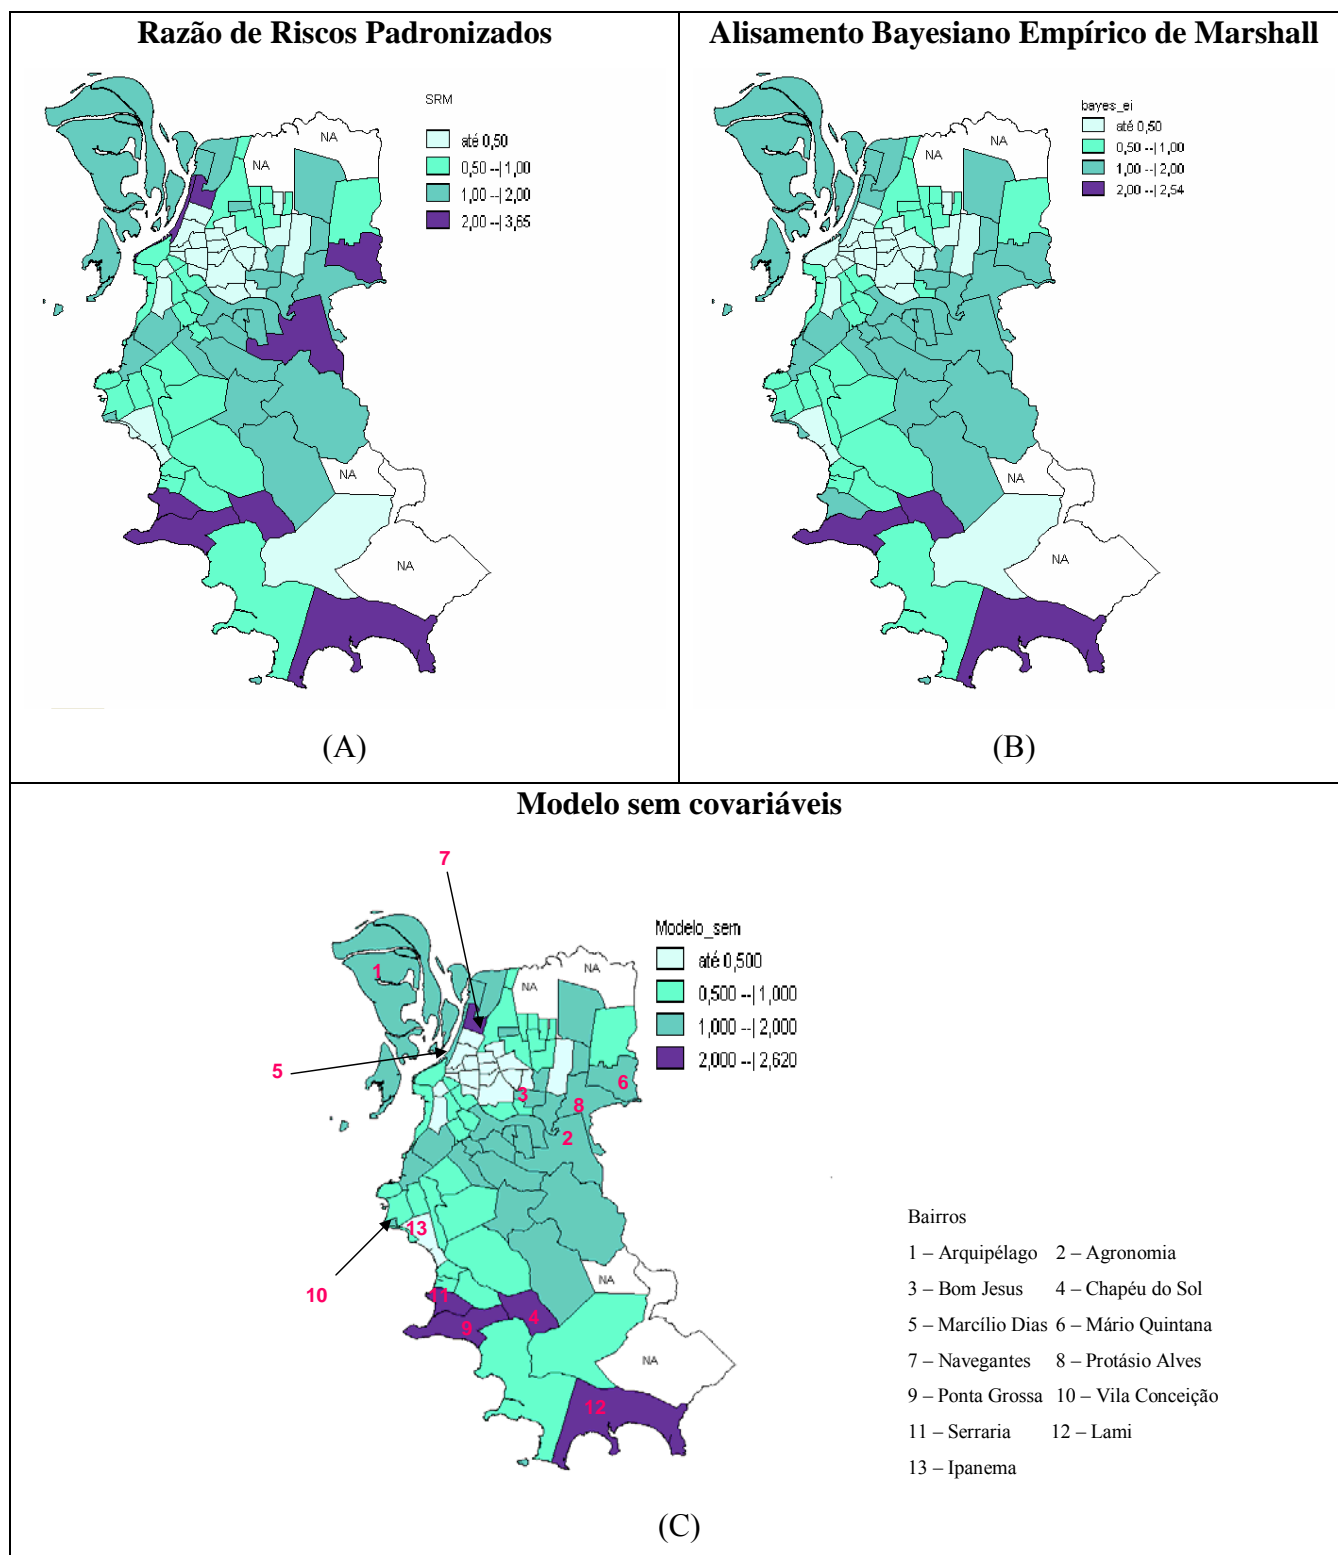 Razão de Riscos Padronizados
SRM
até 0,50
0,50 --| 1,00
1,00 --| 2,00
2,00 --| 3,65
NA
NA
NA
NA
(A)
Alisamento Bayesiano Empírico de Marshall
bayes_ei
até 0,50
0,50 --| 1,00
1,00 --| 2,00
2,00 --| 2,54
NA
NA
NA
NA
(B)
Modelo sem covariáveis
7
Modelo_sem
até 0,500
0,500 --| 1,000
1,000 --| 2,000
2,000 --| 2,620
1
NA
NA
5
6
3
8
2
13
10
NA
11
4
9
NA
12
Bairros
1 – Arquipélago 2 – Agronomia
3 – Bom Jesus 4 – Chapéu do Sol
5 – Marcílio Dias 6 – Mário Quintana
7 – Navegantes 8 – Protásio Alves
9 – Ponta Grossa 10 – Vila Conceição
11 – Serraria 12 – Lami
13 – Ipanema
(C)